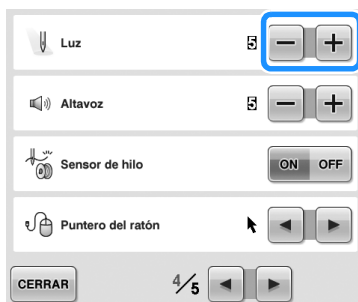 Luz 5 − +
Altavoz 5 − +
Sensor de hilo ON OFF
Puntero del ratón
CERRAR 4/5